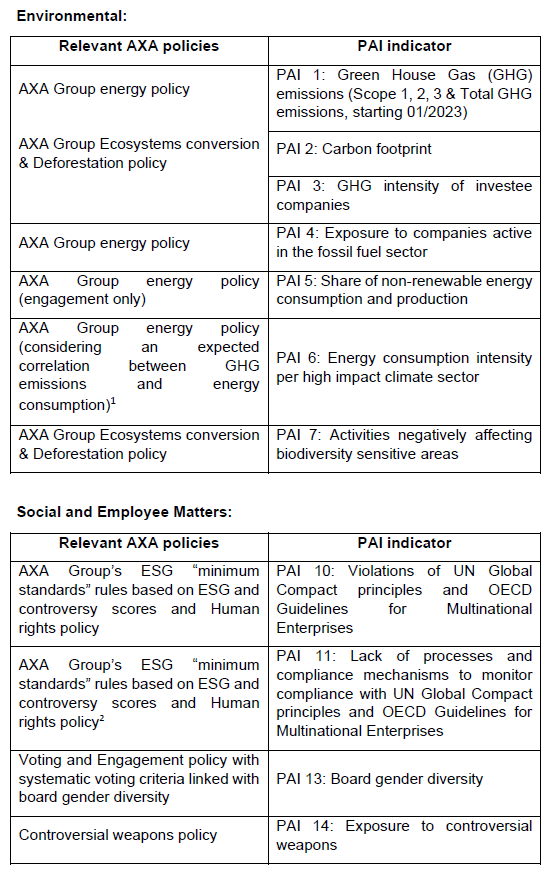 Environmental:
Relevant AXA policies
PAI indicator
AXA Group energy policy
AXA Group Ecosystems conversion
& Deforestation policy
PAI 1: Green House Gas (GHG)
emissions (Scope 1, 2, 3 & Total GHG
emissions, starting 01/2023)
PAI 2: Carbon footprint
PAI 3: GHG intensity of investee
companies
AXA Group energy policy
PAI 4: Exposure to companies active
in the fossil fuel sector
AXA Group energy policy
(engagement only)
PAI 5: Share of non-renewable energy
consumption and production
AXA Group energy policy
(considering an expected
correlation between GHG
emissions and energy
consumption)¹
PAI 6: Energy consumption intensity
per high impact climate sector
AXA Group Ecosystems conversion
& Deforestation policy
PAI 7: Activities negatively affecting
biodiversity sensitive areas
Social and Employee Matters:
Relevant AXA policies
PAI indicator
AXA Group's ESG “minimum
standards” rules based on ESG and
controversy scores and Human
rights policy
PAI 10: Violations of UN Global
Compact principles and OECD
Guidelines for Multinational
Enterprises
AXA Group's ESG “minimum
standards” rules based on ESG and
controversy scores and Human
rights policy²
PAI 11: Lack of processes and
compliance mechanisms to monitor
compliance with UN Global Compact
principles and OECD Guidelines for
Multinational Enterprises
Voting and Engagement policy with
systematic voting criteria linked with
board gender diversity
PAI 13: Board gender diversity
Controversial weapons policy
PAI 14: Exposure to controversial
weapons